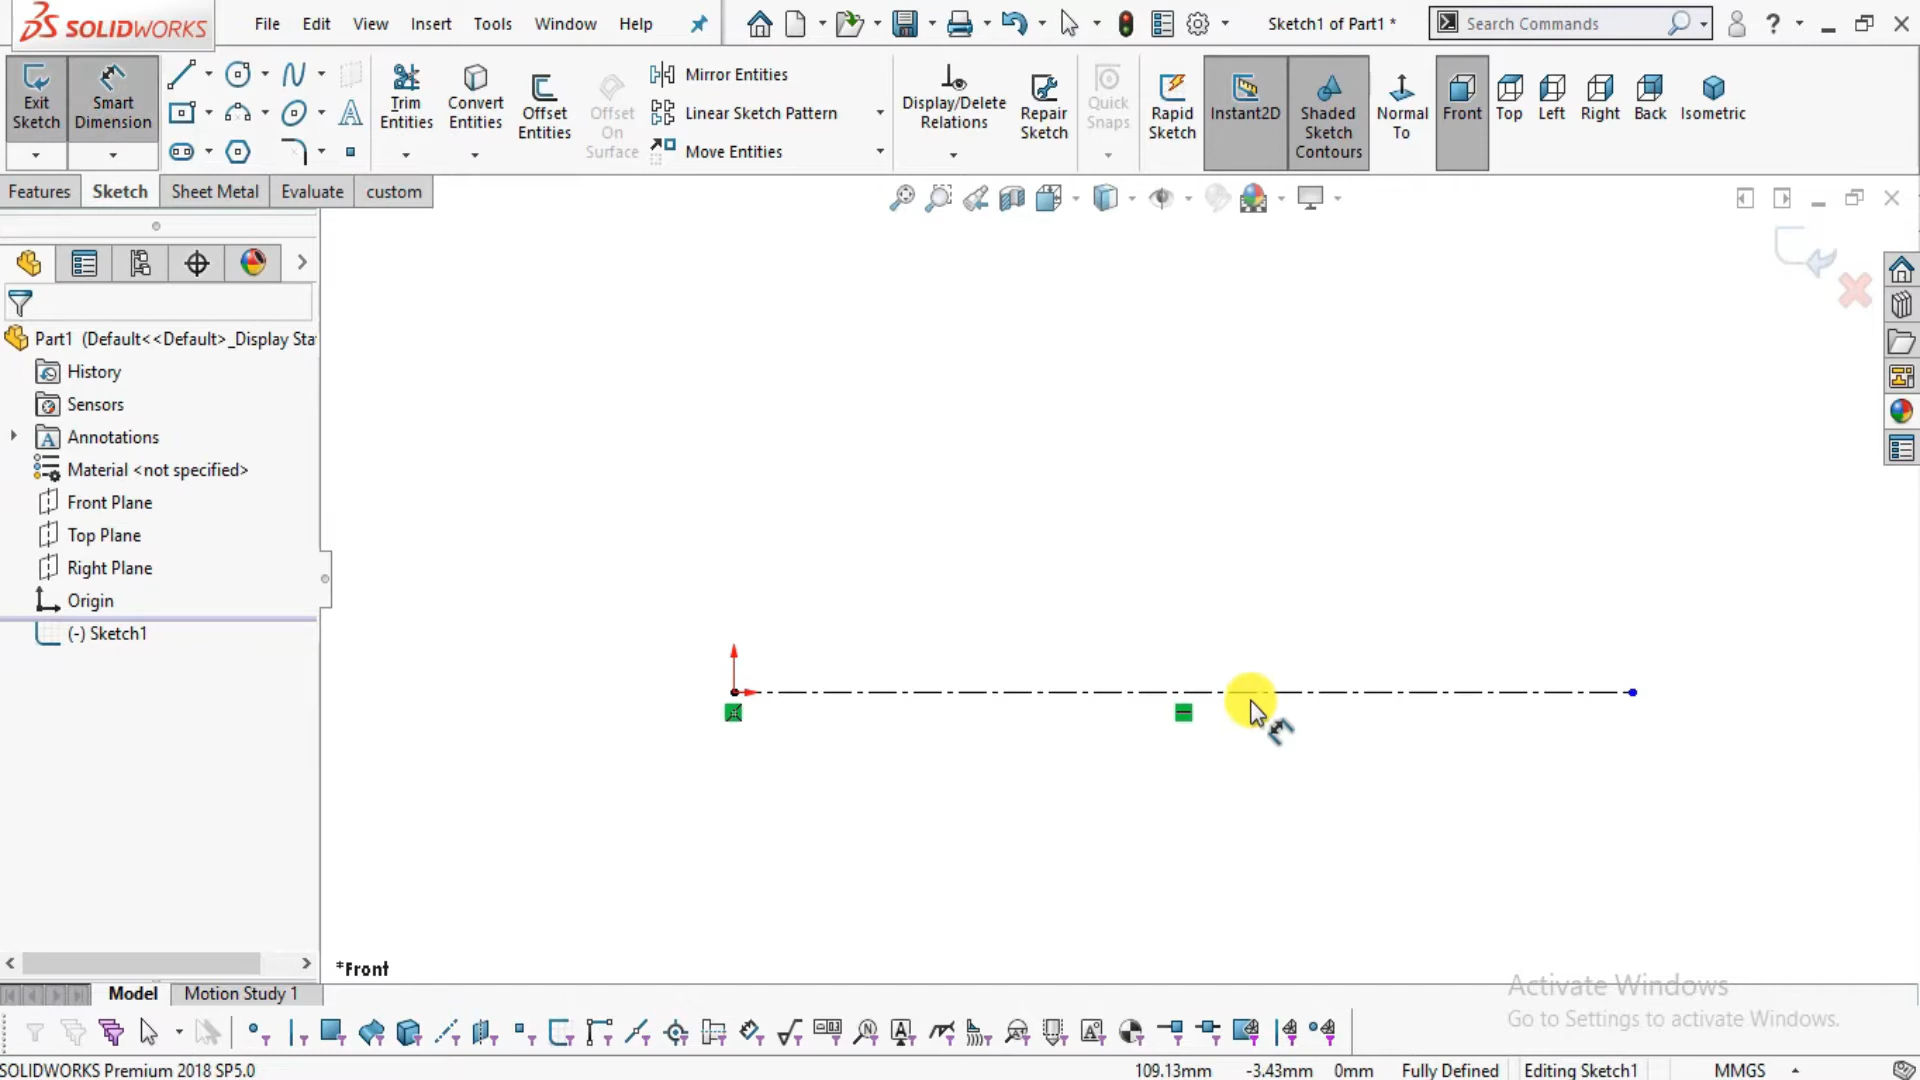 SOLIDWORKS File Edit View Insert Tools Window Help Sketch1 of Part1 * Search Commands ?
Exit Sketch Smart Dimension Trim Entities Convert Entities Offset Entities Offset On Surface Mirror Entities Linear Sketch Pattern Move Entities Display/Delete Relations Repair Sketch Quick Snaps Rapid Sketch Instant2D Shaded Sketch Contours Normal To Front Top Left Right Back Isometric
Features Sketch Sheet Metal Evaluate custom
Part1 (Default<<Default>_Display Sta
History
Sensors
Annotations
Material <not specified>
Front Plane
Top Plane
Right Plane
Origin
(-) Sketch1
*Front
Model Motion Study 1
Activate Windows
Go to Settings to activate Windows.
SOLIDWORKS Premium 2018 SP5.0 109.13mm -3.43mm 0mm Fully Defined Editing Sketch1 MMGS